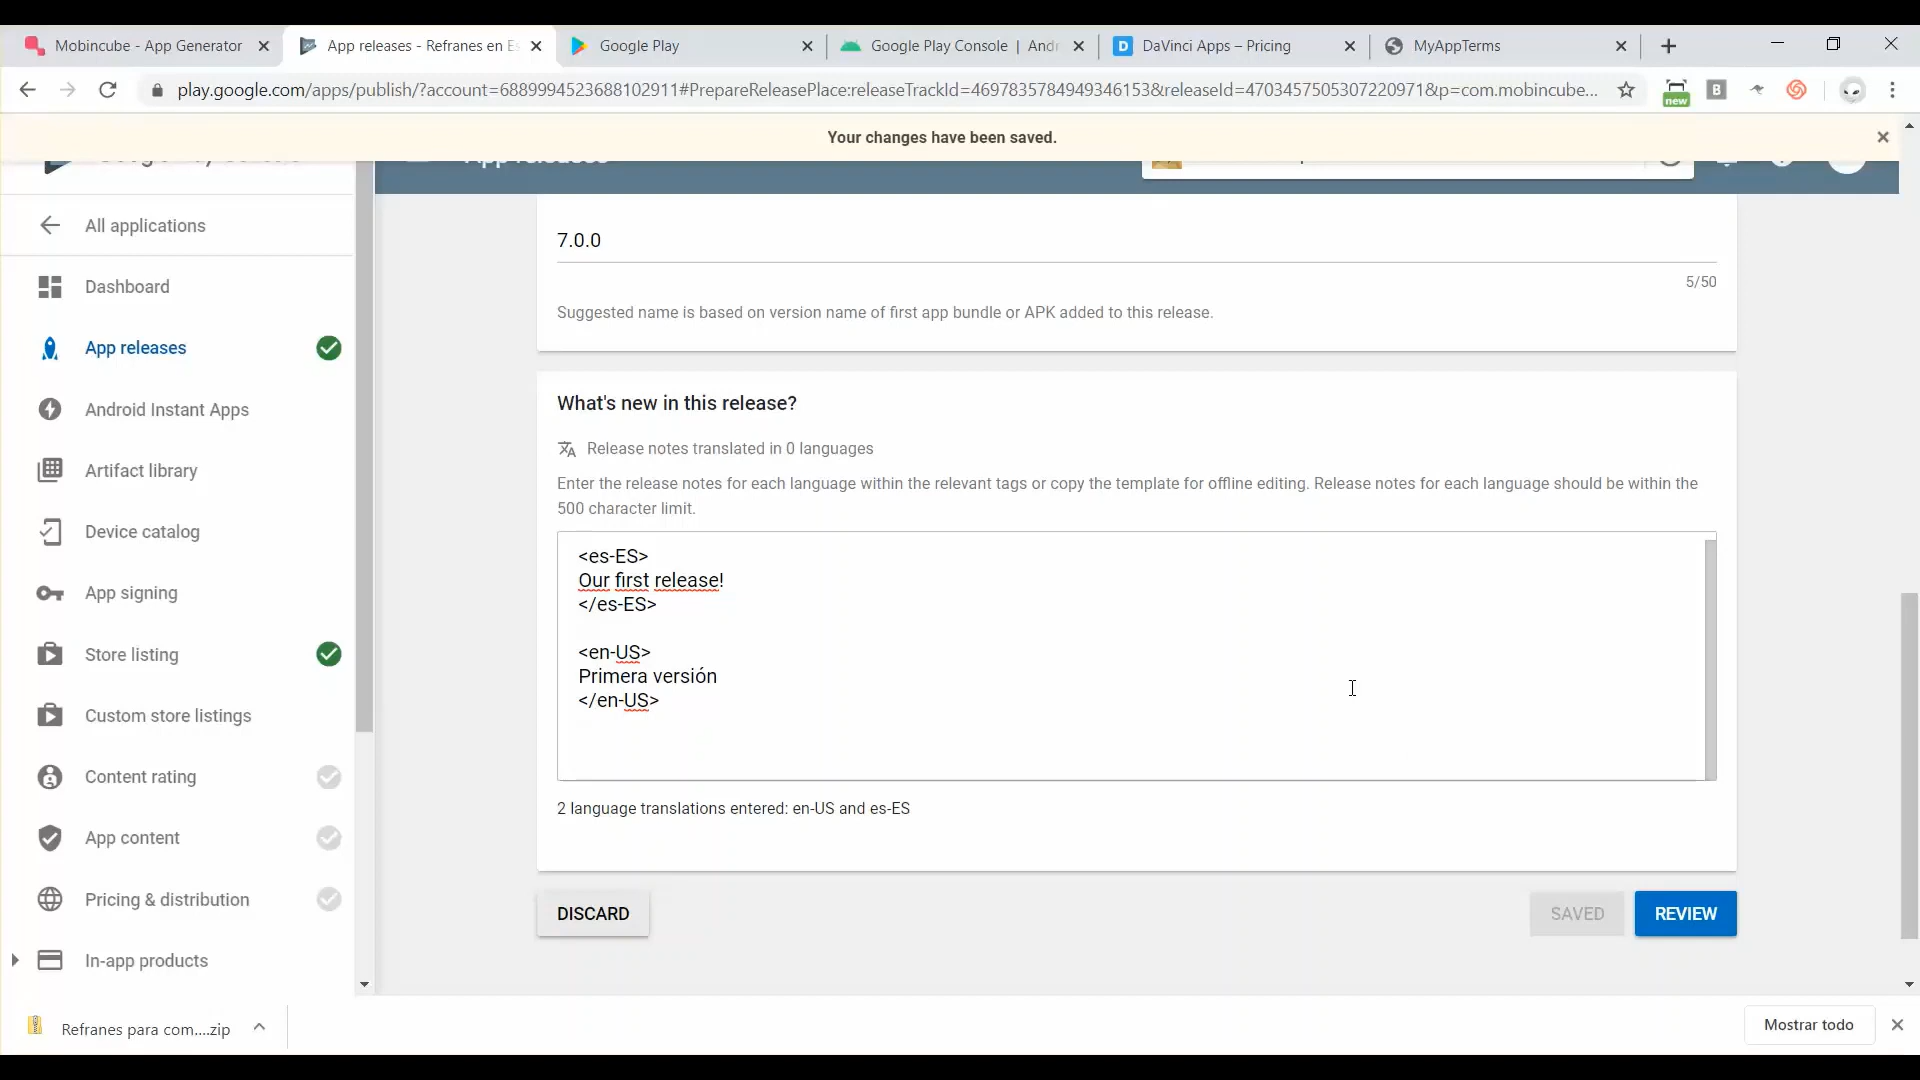 Mobincube - App Generator
App releases - Refranes en Es
Google Play
Google Play Console | Andr
DaVinci Apps – Pricing
MyAppTerms
play.google.com/apps/publish/?account=6889994523688102911#PrepareReleasePlace:releaseTrackId=4697835784949346153&releaseId=4703457505307220971&p=com.mobincube...
new
B
Your changes have been saved.
App releases
All applications
Dashboard
App releases
Android Instant Apps
Artifact library
Device catalog
App signing
Store listing
Custom store listings
Content rating
App content
Pricing & distribution
In-app products
7.0.0
5/50
Suggested name is based on version name of first app bundle or APK added to this release.
What's new in this release?
Release notes translated in 0 languages
Enter the release notes for each language within the relevant tags or copy the template for offline editing. Release notes for each language should be within the
500 character limit.
<es-ES>
Our first release!
</es-ES>
<en-US>
Primera versión
</en-US>
2 language translations entered: en-US and es-ES
DISCARD
SAVED
REVIEW
Refranes para com....zip
Mostrar todo